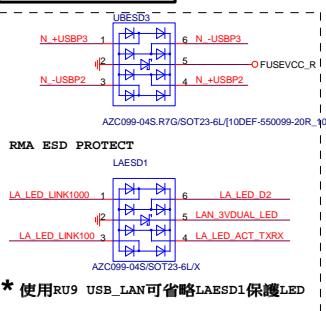 UBESD3
N_+USBP3 1 6 N_-USBP3
2 5 FUSEVCC_R
N_-USBP2 3 4 N_+USBP2
AZC099-04S.R7G/SOT23-6L/[10DEF-550099-20R_10
RMA ESD PROTECT
LAESD1
LA_LED_LINK1000 1 6 LA_LED_D2
2 5 LAN_3VDUAL_LED
LA_LED_LINK100 3 4 LA_LED_ACT_TXRX
AZC099-04S/SOT23-6L/X
* 使用RU9 USB_LAN可省略LAESD1保護LED